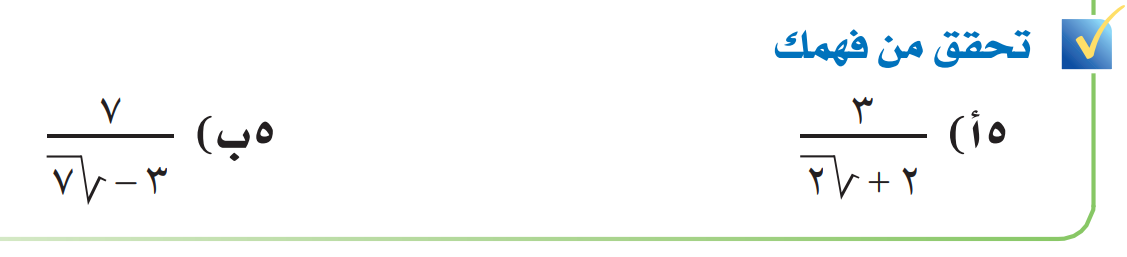 تحقق من فهمك
٥أ) ٣ / (٢ + √٢)
٥ب) ٧ / (٣ − √٧)